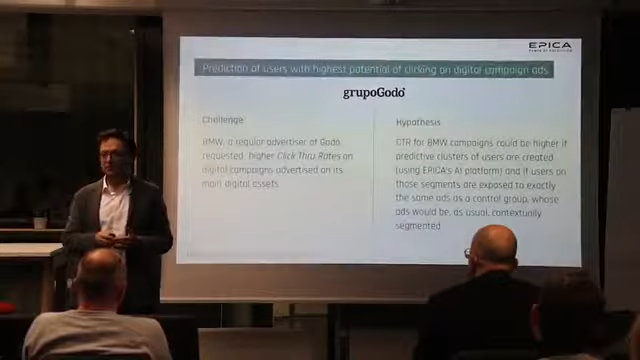 EPICA
Prediction of users with highest potential of clicking on digital campaign ads
grupoGodó
Challenge
BMW, a regular advertiser at Godó
requested higher Click Thru Rates on
digital campaigns advertised on its
main digital assets
Hypothesis
CTR for BMW campaigns could be higher if
predictive clusters of users are created
(using EPICA's AI platform) and if users on
those segments are exposed to exactly
the same ads as a control group, whose
ads would be, as usual, contextually
segmented